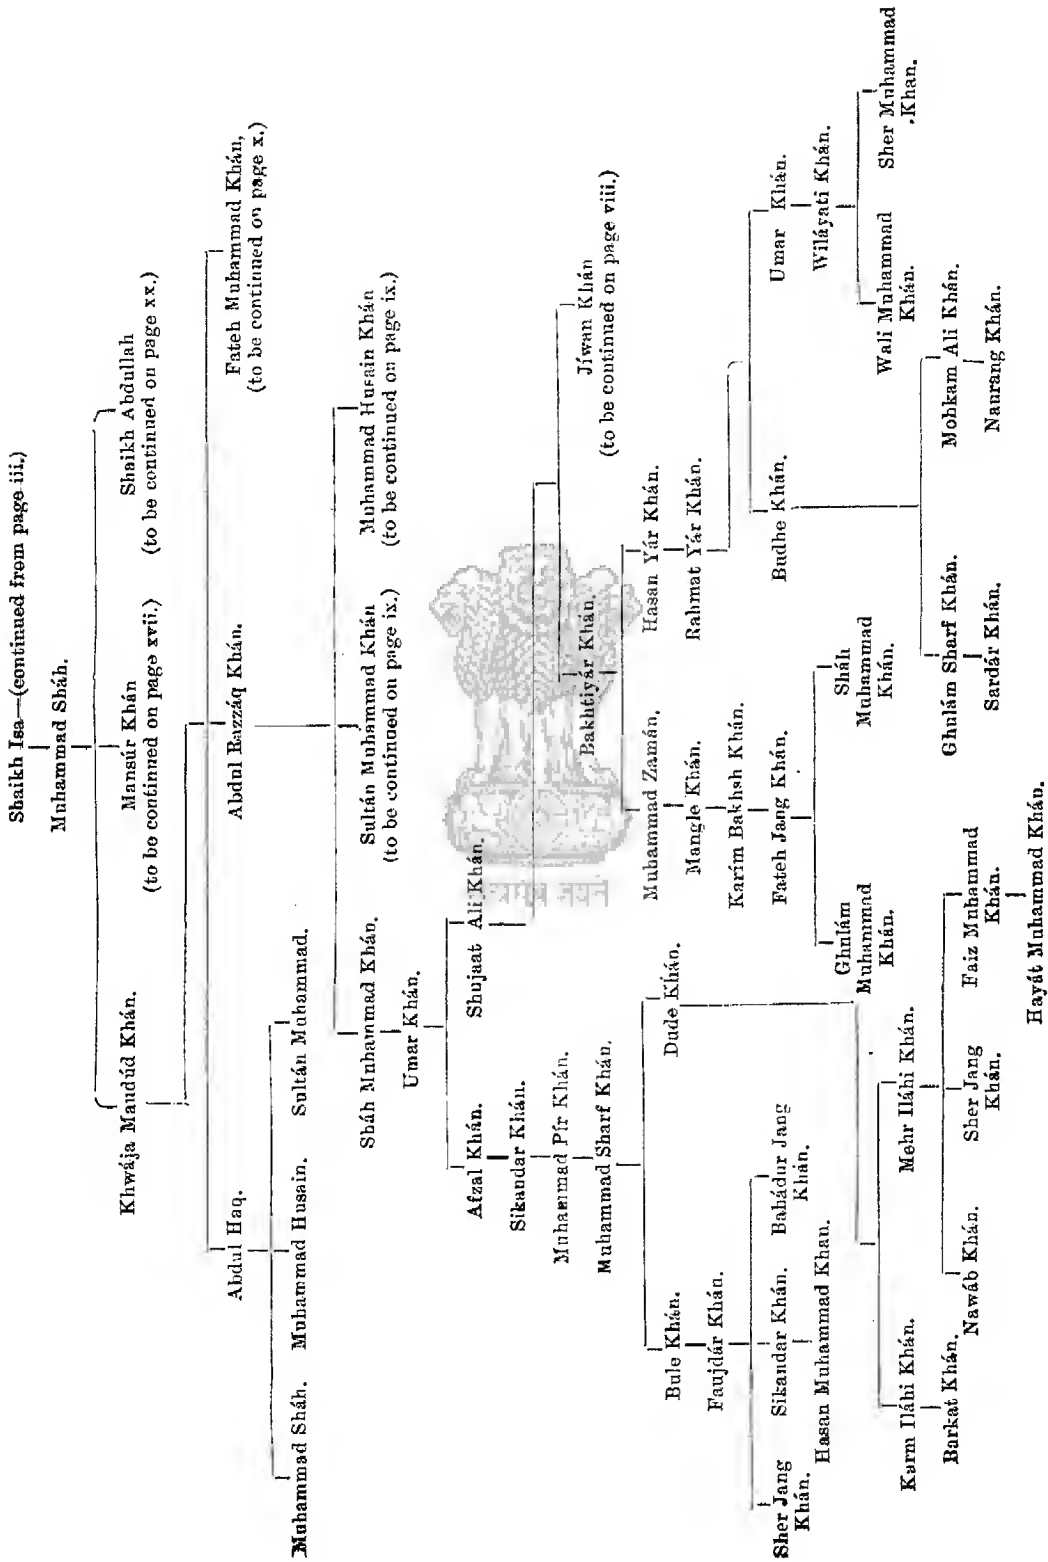 Shaikh Isa—(continued from page iii.)
Muhammad Sháh.
Khwája Maudúd Khán.
Mansúr Khán
(to be continued on page xvii.)
Shaikh Abdullah
(to be continued on page xx.)
Abdul Haq.
Abdul Razzáq Khán.
Fateh Muhammad Khán,
(to be continued on page x.)
Muhammad Sháh.
Muhammad Husain.
Sultán Muhammad.
Sháh Muhammad Khán.
Sultán Muhammad Khán
(to be continued on page ix.)
Muhammad Husain Khán
(to be continued on page ix.)
Umar Khán.
Afzal Khán.
Shujaat Ali Khán.
Sikandar Khán.
Muhammad Pír Khán.
Muhammad Sharf Khán.
Bakhtiyár Khán.
Jíwan Khán
(to be continued on page viii.)
Bule Khán.
Dude Khán.
Muhammad Zamán.
Hasan Yár Khán.
Faujdár Khán.
Mangle Khán.
Rahmat Yár Khán.
Karím Bakhsh Khán.
Sher Jang
Khán.
Sikandar Khán.
Bahádur Jang
Khán.
Fateh Jang Khán.
Budhe Khán.
Umar Khán.
Hasan Muhammad Khan.
Wiláyati Khán.
Ghulám
Muhammad
Khán.
Sháh
Muhammad
Khán.
Wali Muhammad
Khán.
Sher Muhammad
Khan.
Karm Iláhi Khán.
Mehr Iláhi Khán.
Barkat Khán.
Ghulám Sharf Khán.
Mohkam Ali Khán.
Nawáb Khán.
Sher Jang
Khán.
Faiz Muhammad
Khán.
Sardár Khán.
Naurang Khán.
Hayát Muhammad Khán.
सत्यमेव जयते